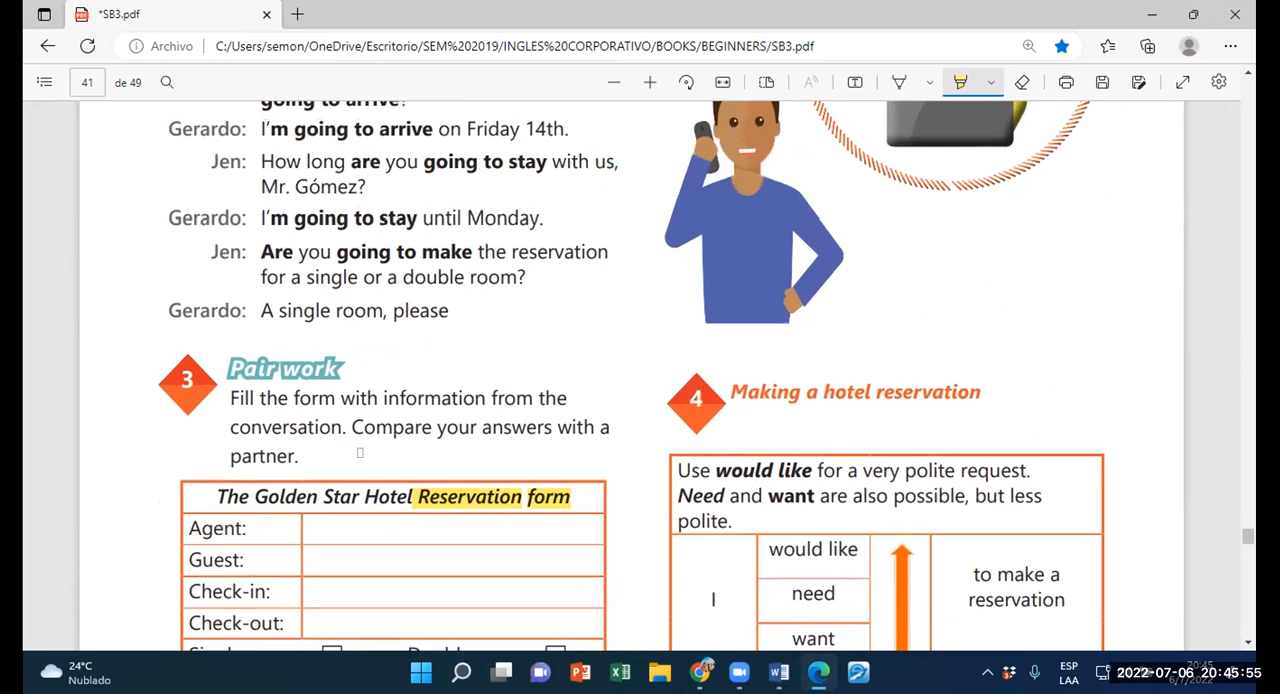 *SB3.pdf
Archivo
C:/Users/semon/OneDrive/Escritorio/SEM%202019/INGLES%20CORPORATIVO/BOOKS/BEGINNERS/SB3.pdf
41
de 49
going to arrive?
Gerardo: I'm going to arrive on Friday 14th.
Jen: How long are you going to stay with us,
Mr. Gómez?
Gerardo: I'm going to stay until Monday.
Jen: Are you going to make the reservation
for a single or a double room?
Gerardo: A single room, please
3
Pair work
Fill the form with information from the
conversation. Compare your answers with a
partner.
The Golden Star Hotel Reservation form
Agent:
Guest:
Check-in:
Check-out:
4
Making a hotel reservation
Use would like for a very polite request.
Need and want are also possible, but less
polite.
I
would like
need
want
to make a
reservation
24°C
Nublado
ESP
LAA
2022-07-06 20:45:55